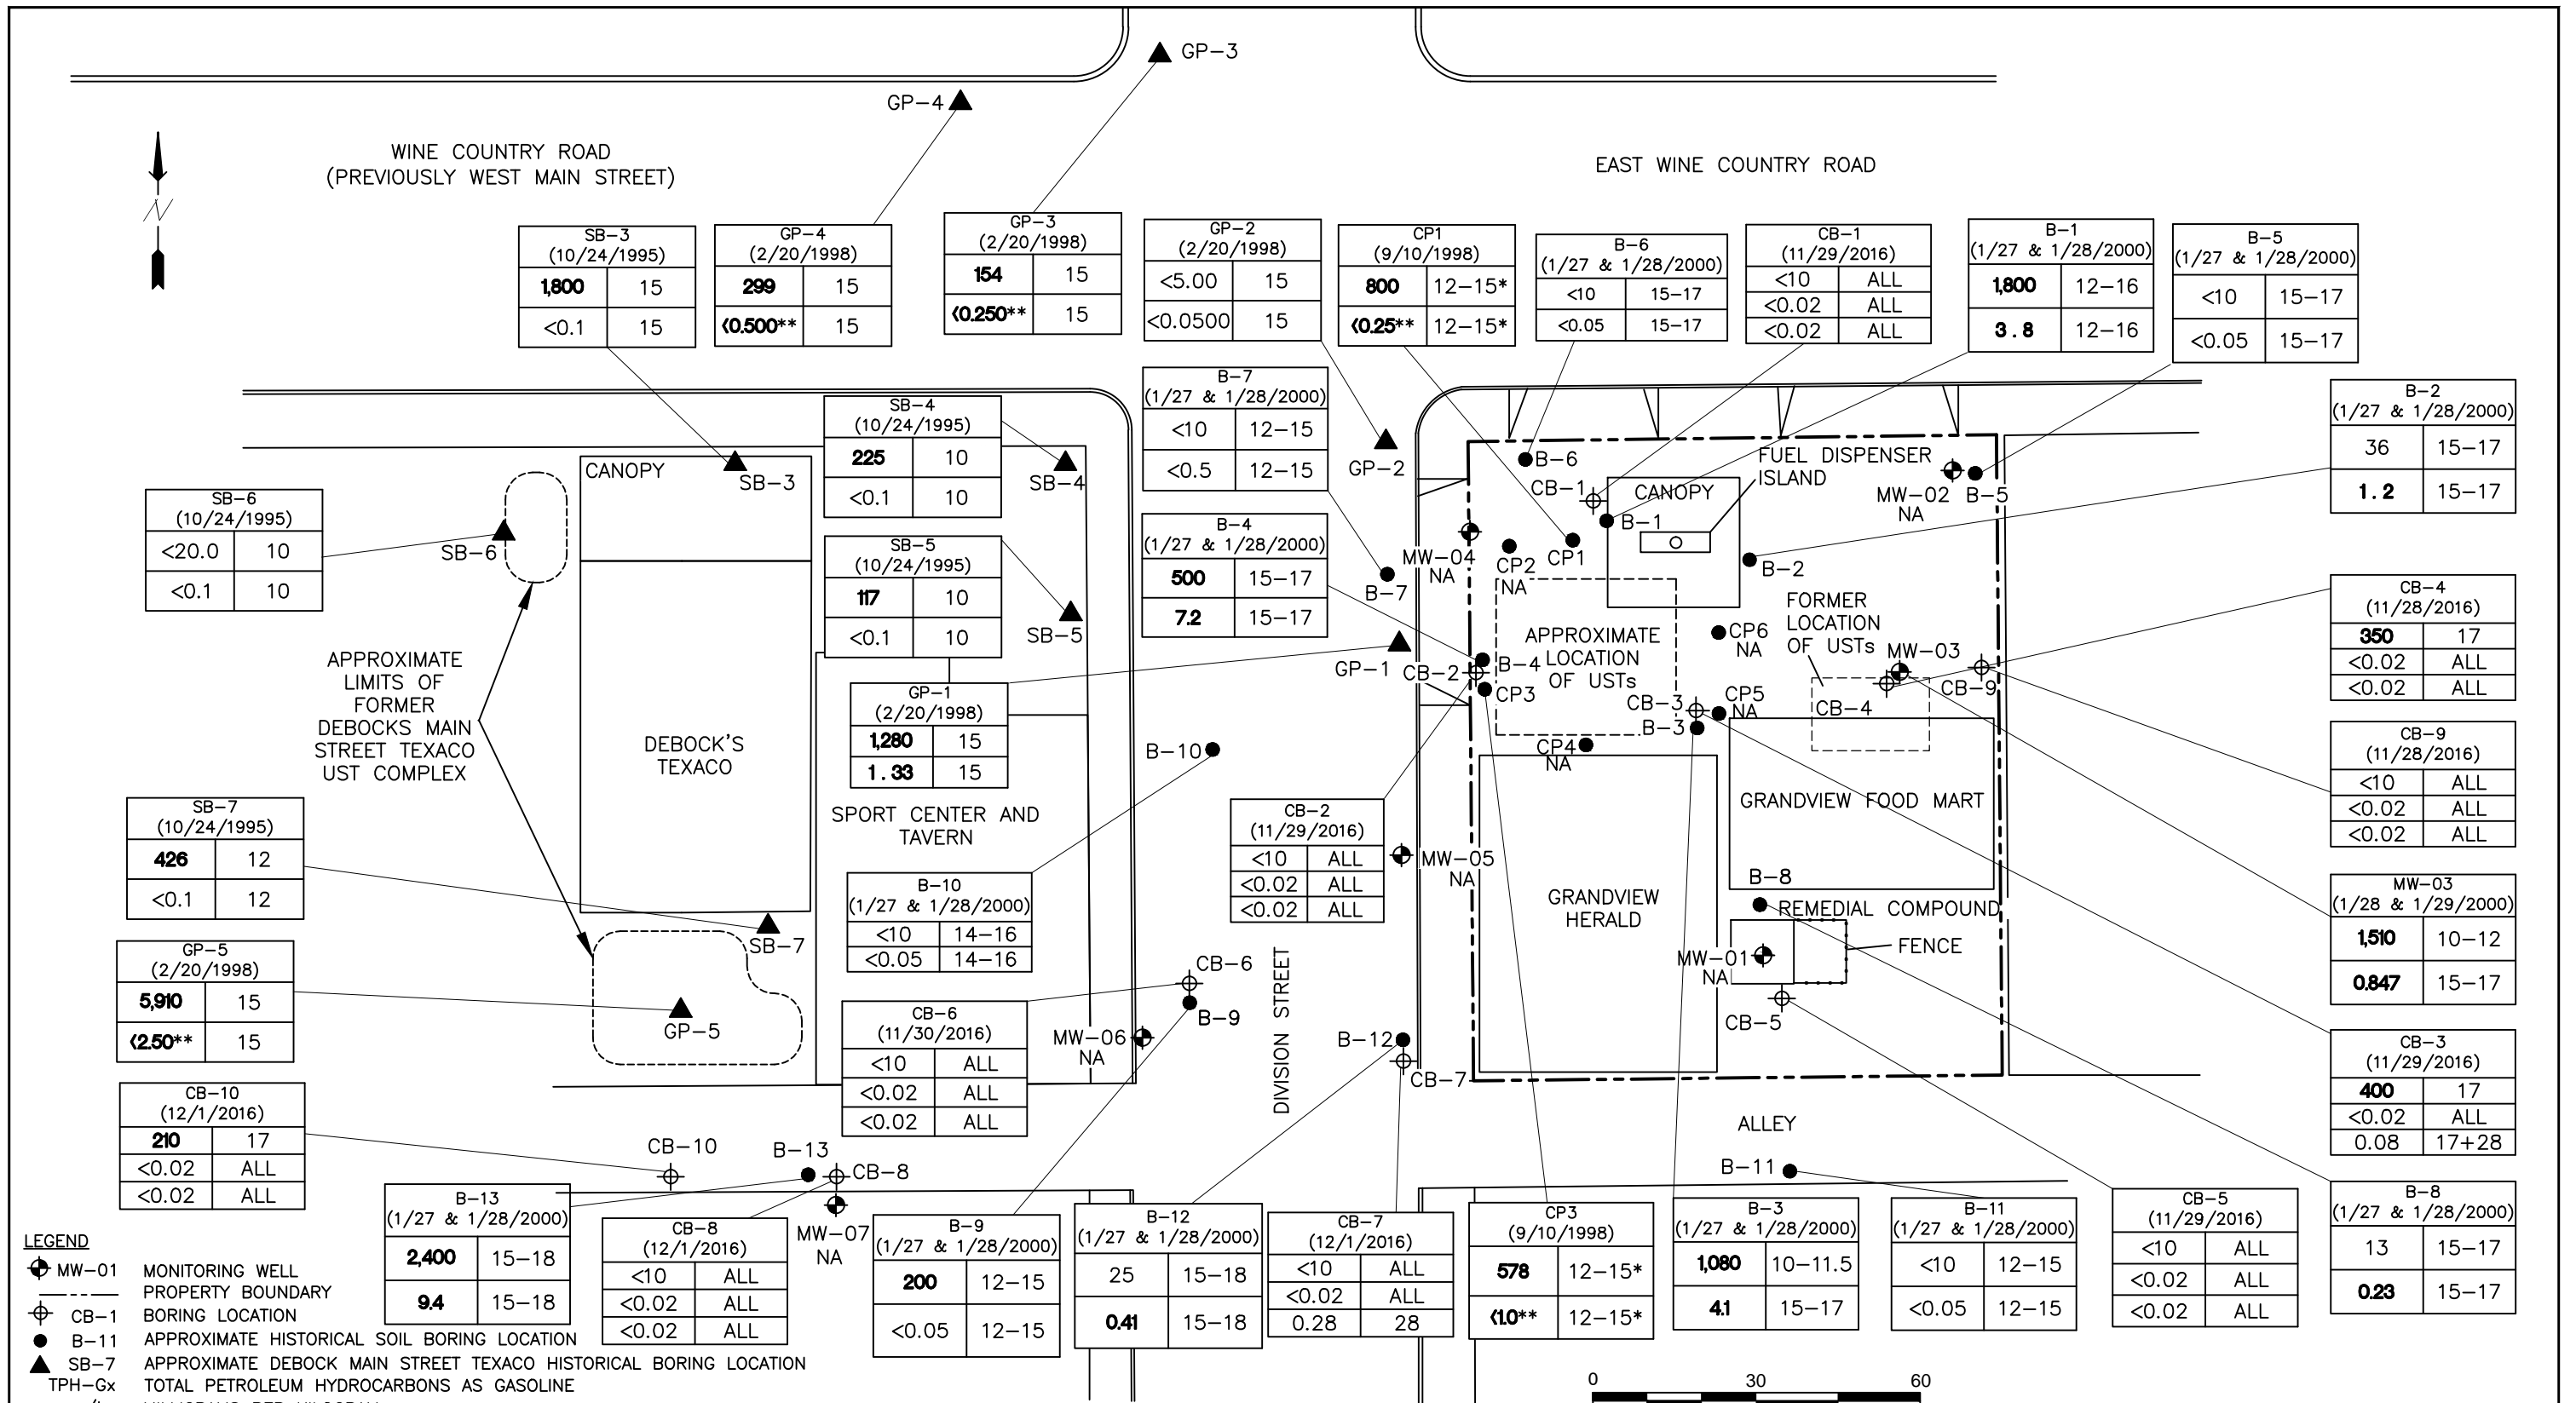 GP-3
GP-4
WINE COUNTRY ROAD
(PREVIOUSLY WEST MAIN STREET)
EAST WINE COUNTRY ROAD
N
SB-3
(10/24/1995)
1,800 15
<0.1 15
GP-4
(2/20/1998)
299 15
<0.500** 15
GP-3
(2/20/1998)
154 15
<0.250** 15
GP-2
(2/20/1998)
<5.00 15
<0.0500 15
CP1
(9/10/1998)
800 12-15*
<0.25** 12-15*
B-6
(1/27 & 1/28/2000)
<10 15-17
<0.05 15-17
CB-1
(11/29/2016)
<10 ALL
<0.02 ALL
<0.02 ALL
B-1
(1/27 & 1/28/2000)
1,800 12-16
3.8 12-16
B-5
(1/27 & 1/28/2000)
<10 15-17
<0.05 15-17
B-7
(1/27 & 1/28/2000)
<10 12-15
<0.5 12-15
B-2
(1/27 & 1/28/2000)
36 15-17
1.2 15-17
SB-4
(10/24/1995)
225 10
<0.1 10
CANOPY
SB-3
SB-4
GP-2
B-6
FUEL DISPENSER
ISLAND
CB-1
CANOPY
MW-02
NA
B-5
B-1
SB-6
(10/24/1995)
<20.0 10
<0.1 10
SB-6
B-4
(1/27 & 1/28/2000)
500 15-17
7.2 15-17
SB-5
(10/24/1995)
117 10
<0.1 10
SB-5
MW-04
NA
B-7
CP2
NA
CP1
B-2
CB-4
(11/28/2016)
350 17
<0.02 ALL
<0.02 ALL
FORMER
LOCATION
OF USTs
APPROXIMATE
LOCATION
OF USTs
CP6
NA
MW-03
GP-1
CB-2
B-4
CP3
CB-9
CB-4
CB-3
CP5
NA
B-3
CP4
NA
APPROXIMATE
LIMITS OF
FORMER
DEBOCKS MAIN
STREET TEXACO
UST COMPLEX
DEBOCK'S
TEXACO
GP-1
(2/20/1998)
1,280 15
1.33 15
B-10
CB-9
(11/28/2016)
<10 ALL
<0.02 ALL
<0.02 ALL
SB-7
(10/24/1995)
426 12
<0.1 12
SPORT CENTER AND
TAVERN
CB-2
(11/29/2016)
<10 ALL
<0.02 ALL
<0.02 ALL
GRANDVIEW FOOD MART
MW-05
NA
GRANDVIEW
HERALD
B-8
REMEDIAL COMPOUND
FENCE
MW-01
NA
CB-5
MW-03
(1/28 & 1/29/2000)
1,510 10-12
0.847 15-17
B-10
(1/27 & 1/28/2000)
<10 14-16
<0.05 14-16
SB-7
GP-5
(2/20/1998)
5,910 15
<2.50** 15
GP-5
CB-6
B-9
CB-6
(11/30/2016)
<10 ALL
<0.02 ALL
<0.02 ALL
MW-06
NA
DIVISION STREET
B-12
CB-7
CB-3
(11/29/2016)
400 17
<0.02 ALL
0.08 17+28
CB-10
(12/1/2016)
210 17
<0.02 ALL
<0.02 ALL
ALLEY
CB-10
B-13
CB-8
MW-07
NA
B-11
B-13
(1/27 & 1/28/2000)
2,400 15-18
9.4 15-18
CB-8
(12/1/2016)
<10 ALL
<0.02 ALL
<0.02 ALL
B-9
(1/27 & 1/28/2000)
200 12-15
<0.05 12-15
B-12
(1/27 & 1/28/2000)
25 15-18
0.41 15-18
CB-7
(12/1/2016)
<10 ALL
<0.02 ALL
0.28 28
CP3
(9/10/1998)
578 12-15*
<1.0** 12-15*
B-3
(1/27 & 1/28/2000)
1,080 10-11.5
4.1 15-17
B-11
(1/27 & 1/28/2000)
<10 12-15
<0.05 12-15
CB-5
(11/29/2016)
<10 ALL
<0.02 ALL
<0.02 ALL
B-8
(1/27 & 1/28/2000)
13 15-17
0.23 15-17
LEGEND
MW-01 MONITORING WELL
PROPERTY BOUNDARY
CB-1 BORING LOCATION
B-11 APPROXIMATE HISTORICAL SOIL BORING LOCATION
SB-7 APPROXIMATE DEBOCK MAIN STREET TEXACO HISTORICAL BORING LOCATION
TPH-Gx TOTAL PETROLEUM HYDROCARBONS AS GASOLINE
0 30 60